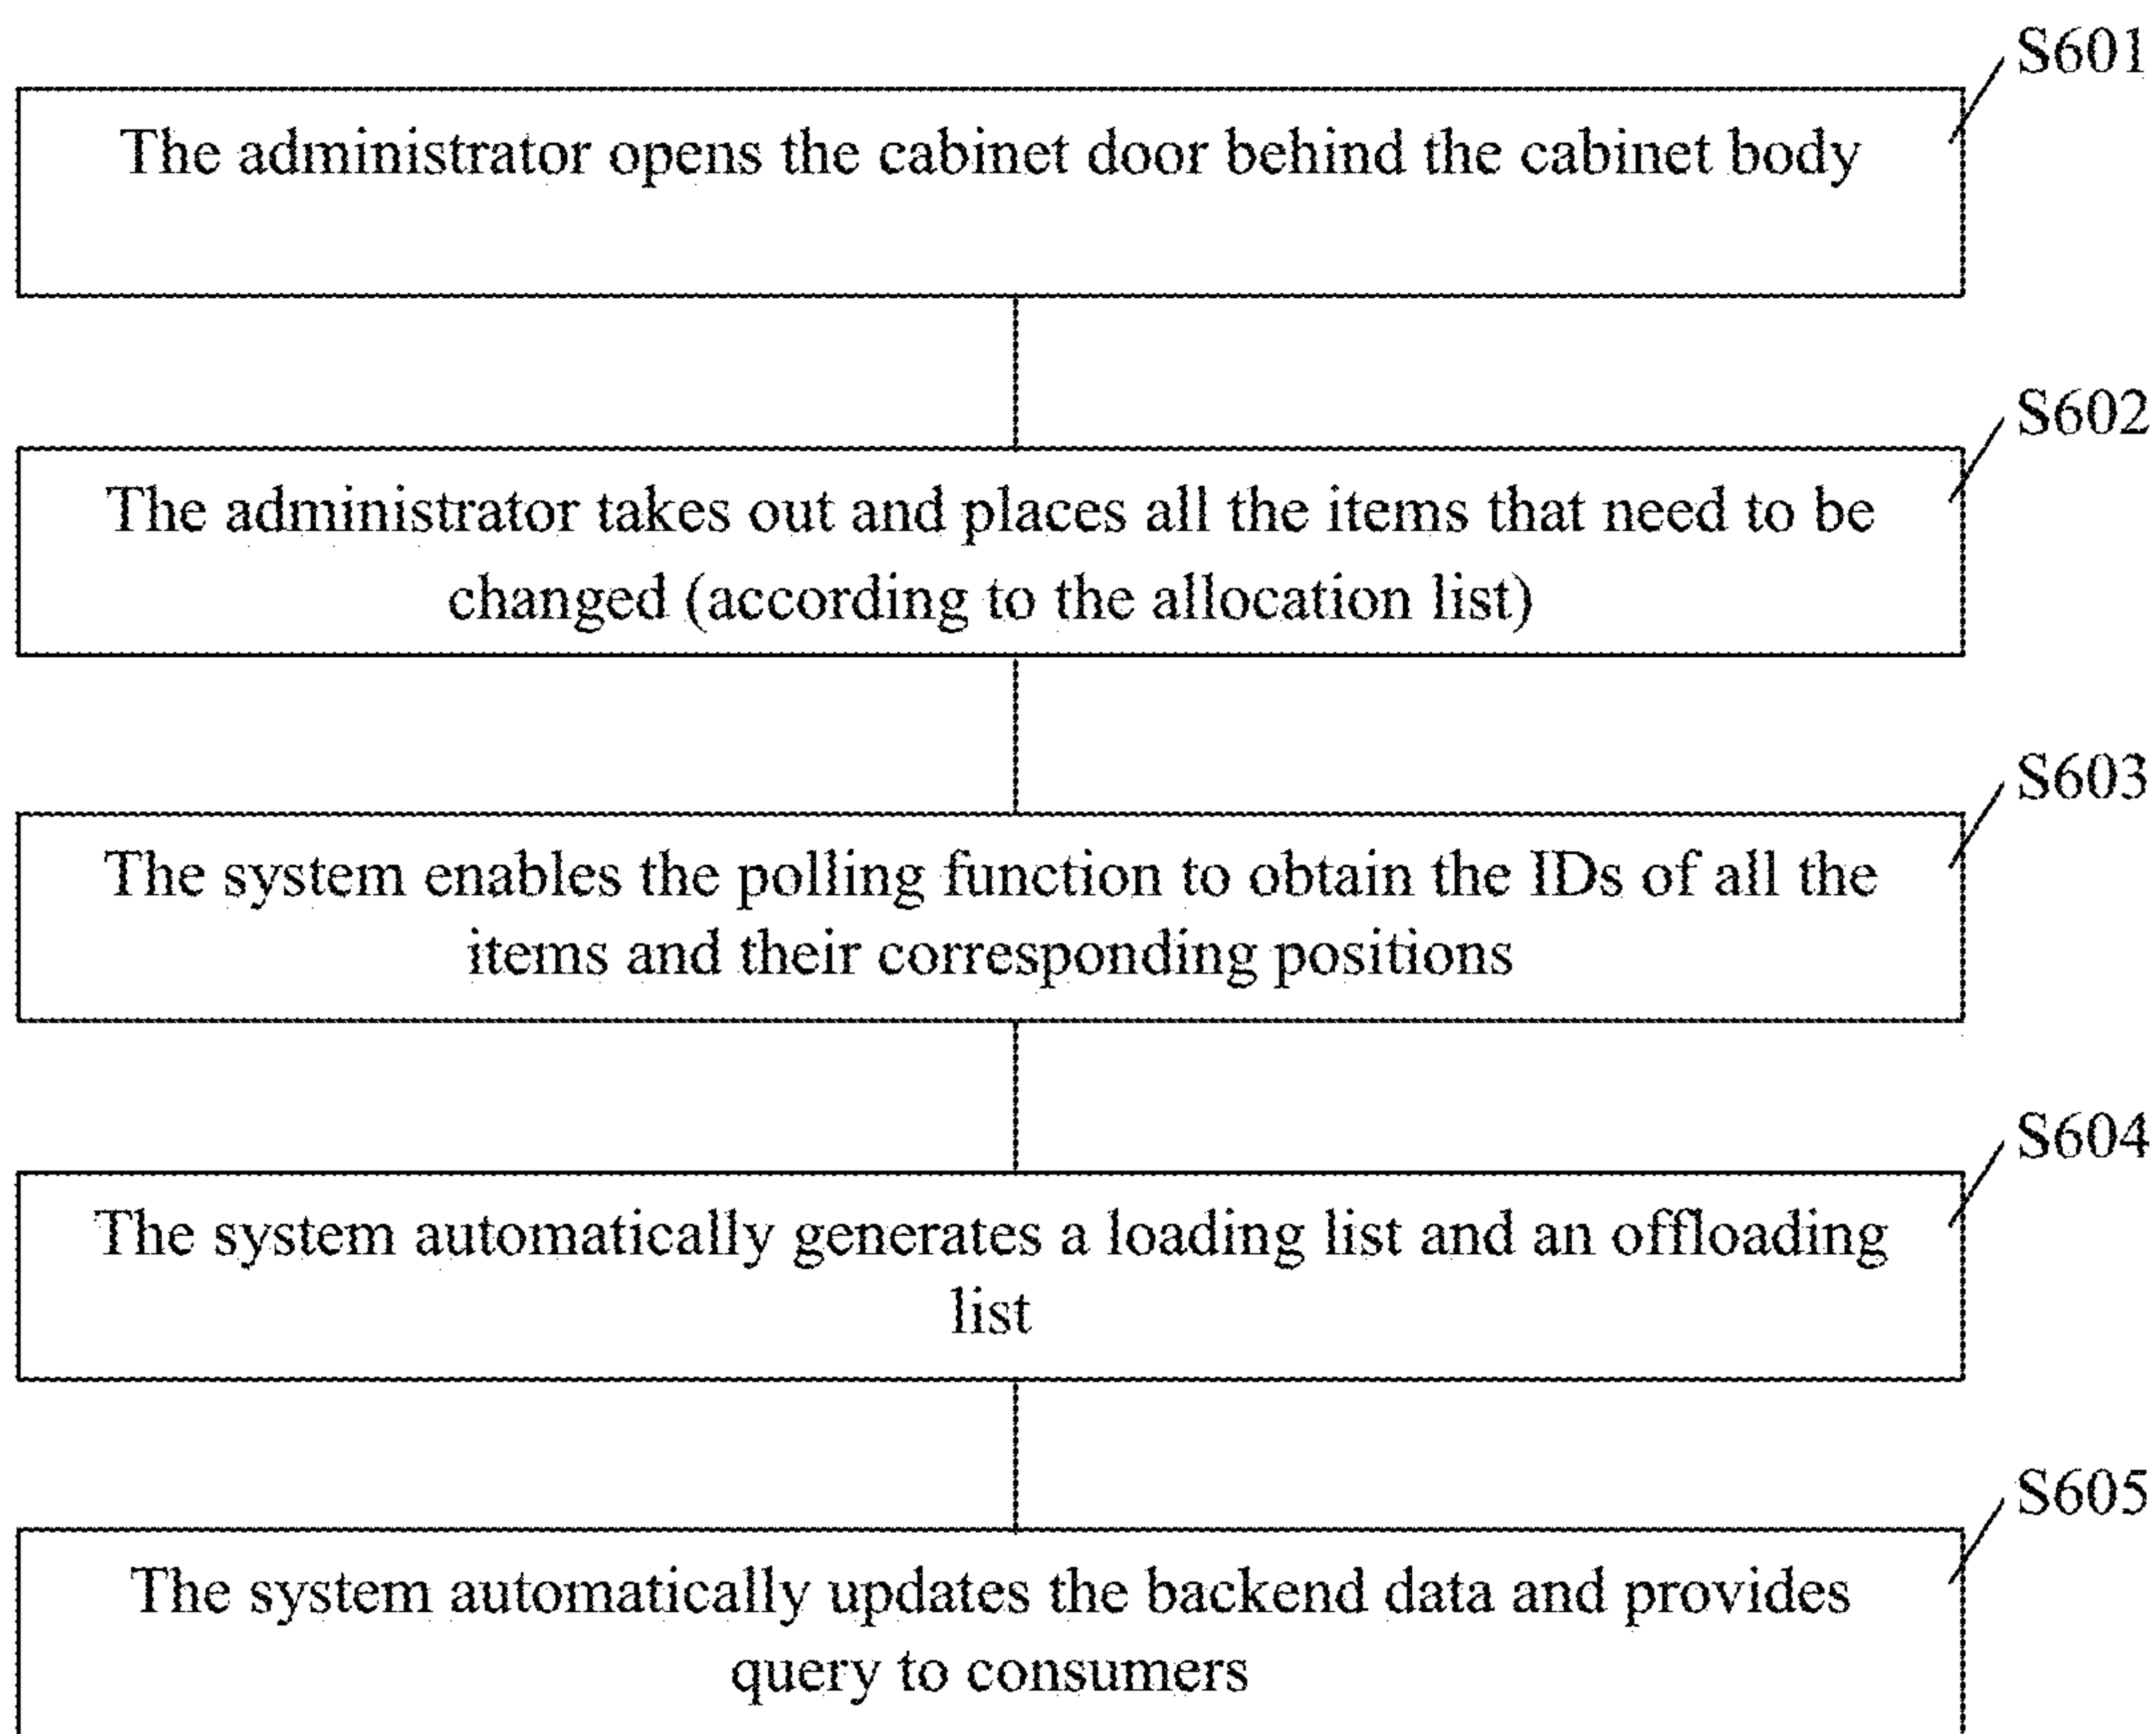 S601
The administrator opens the cabinet door behind the cabinet body
S602
The administrator takes out and places all the items that need to be
changed (according to the allocation list)
S603
The system enables the polling function to obtain the IDs of all the
items and their corresponding positions
S604
The system automatically generates a loading list and an offloading
list
S605
The system automatically updates the backend data and provides
query to consumers